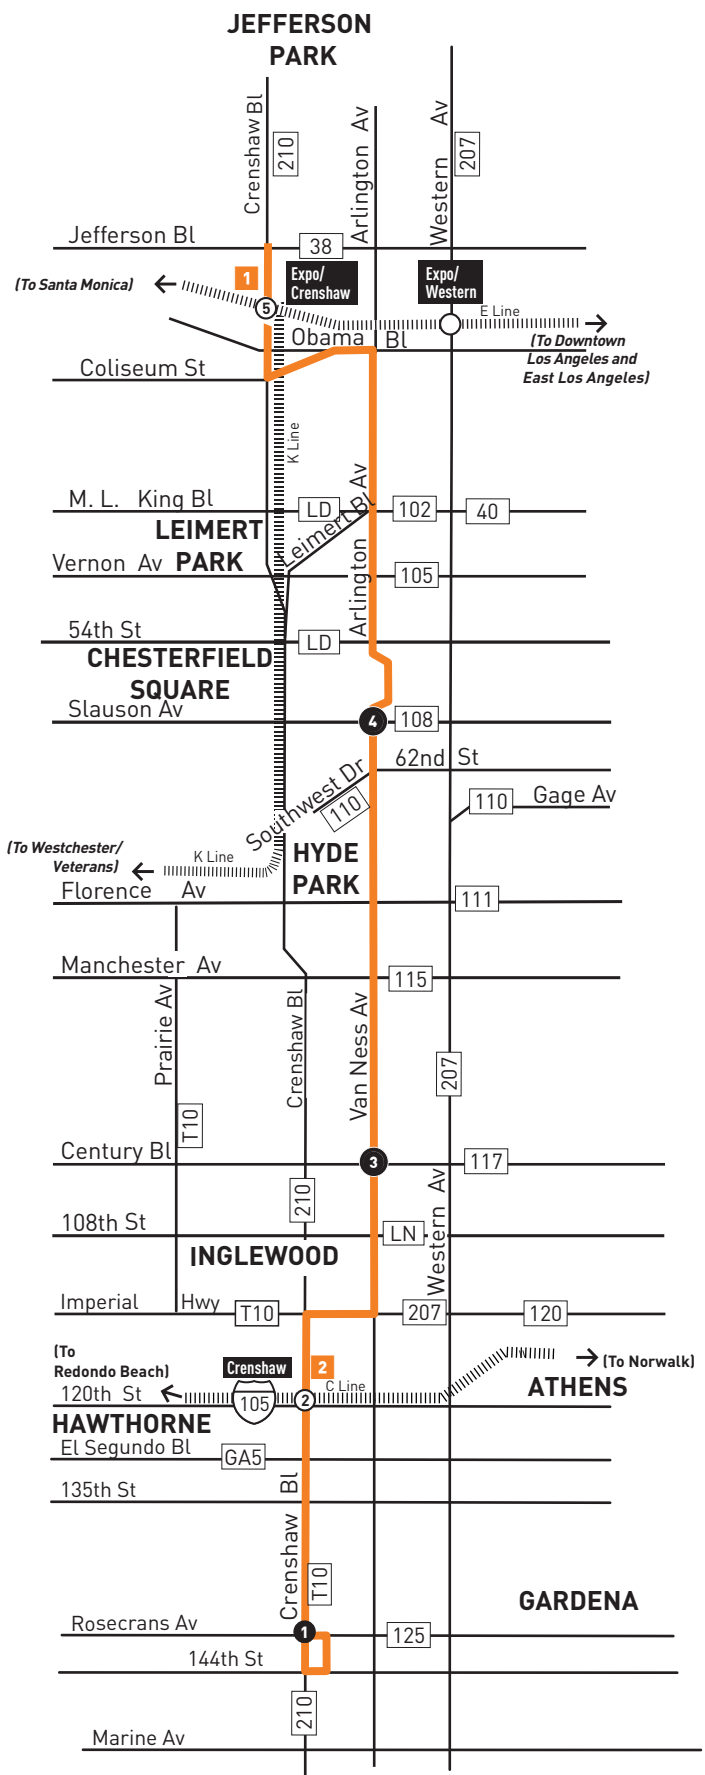 JEFFERSON
PARK
Crenshaw Bl
210
Arlington Av
Western Av
207
Jefferson Bl
38
1
Expo/
Crenshaw
Expo/
Western
(To Santa Monica)
5
E Line
(To Downtown
Los Angeles and
East Los Angeles)
Obama Bl
Coliseum St
K Line
M. L. King Bl
LD
Leimert Bl
Arlington Av
102
40
LEIMERT
PARK
Vernon Av
105
54th St
LD
CHESTERFIELD
SQUARE
Slauson Av
4
108
62nd St
Southwest Dr
110
110
Gage Av
(To Westchester/
Veterans)
K Line
HYDE
PARK
Florence Av
111
Manchester Av
115
Prairie Av
Crenshaw Bl
Van Ness Av
207
T10
Century Bl
3
117
210
Western Av
108th St
LN
INGLEWOOD
Imperial Hwy
T10
207
120
(To
Redondo Beach)
Crenshaw
2
C Line
(To Norwalk)
120th St
105
2
ATHENS
HAWTHORNE
El Segundo Bl
GA5
135th St
Crenshaw Bl
T10
GARDENA
Rosecrans Av
1
125
144th St
210
Marine Av